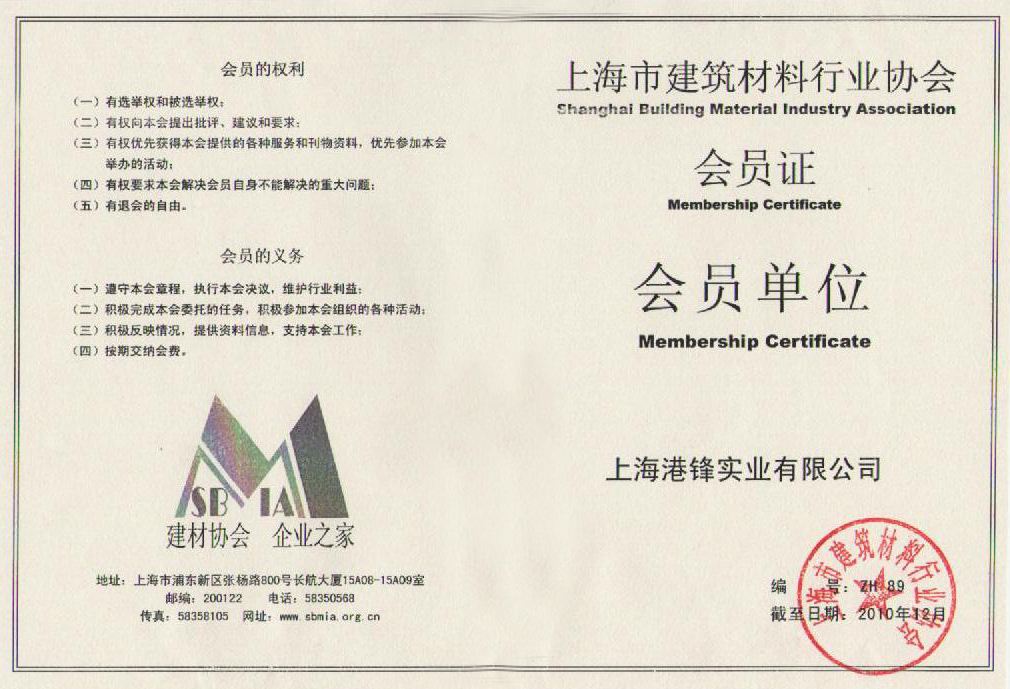 会员的权利
（一）有选举权和被选举权；
（二）有权向本会提出批评、建议和要求；
（三）有权优先获得本会提供的各种服务和刊物资料，优先参加本会
举办的活动；
（四）有权要求本会解决会员自身不能解决的重大问题；
（五）有退会的自由。
会员的义务
（一）遵守本会章程，执行本会决议，维护行业利益；
（二）积极完成本会委托的任务，积极参加本会组织的各种活动；
（三）积极反映情况，提供资料信息，支持本会工作；
（四）按期交纳会费。
SBMIA
建材协会 企业之家
地址：上海市浦东新区张杨路800号长航大厦15A08-15A09室
邮编：200122 电话：58350568
传真：58358105 网址：www.sbmia.org.cn
上海市建筑材料行业协会
Shanghai Building Material Industry Association
会员证
Membership Certificate
会员单位
Membership Certificate
上海港锋实业有限公司
编 号：ZH 89
截至日期：2010年12月
上海市建筑材料行业协会